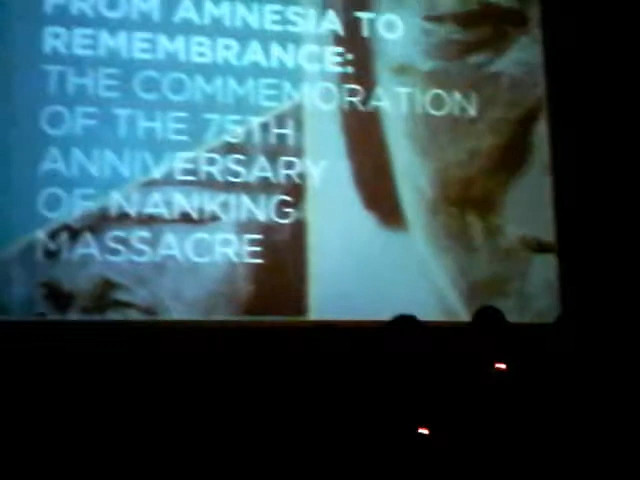 FROM AMNESIA TO
REMEMBRANCE:
THE COMMEMORATION
OF THE 75TH
ANNIVERSARY
OF NANKING
MASSACRE